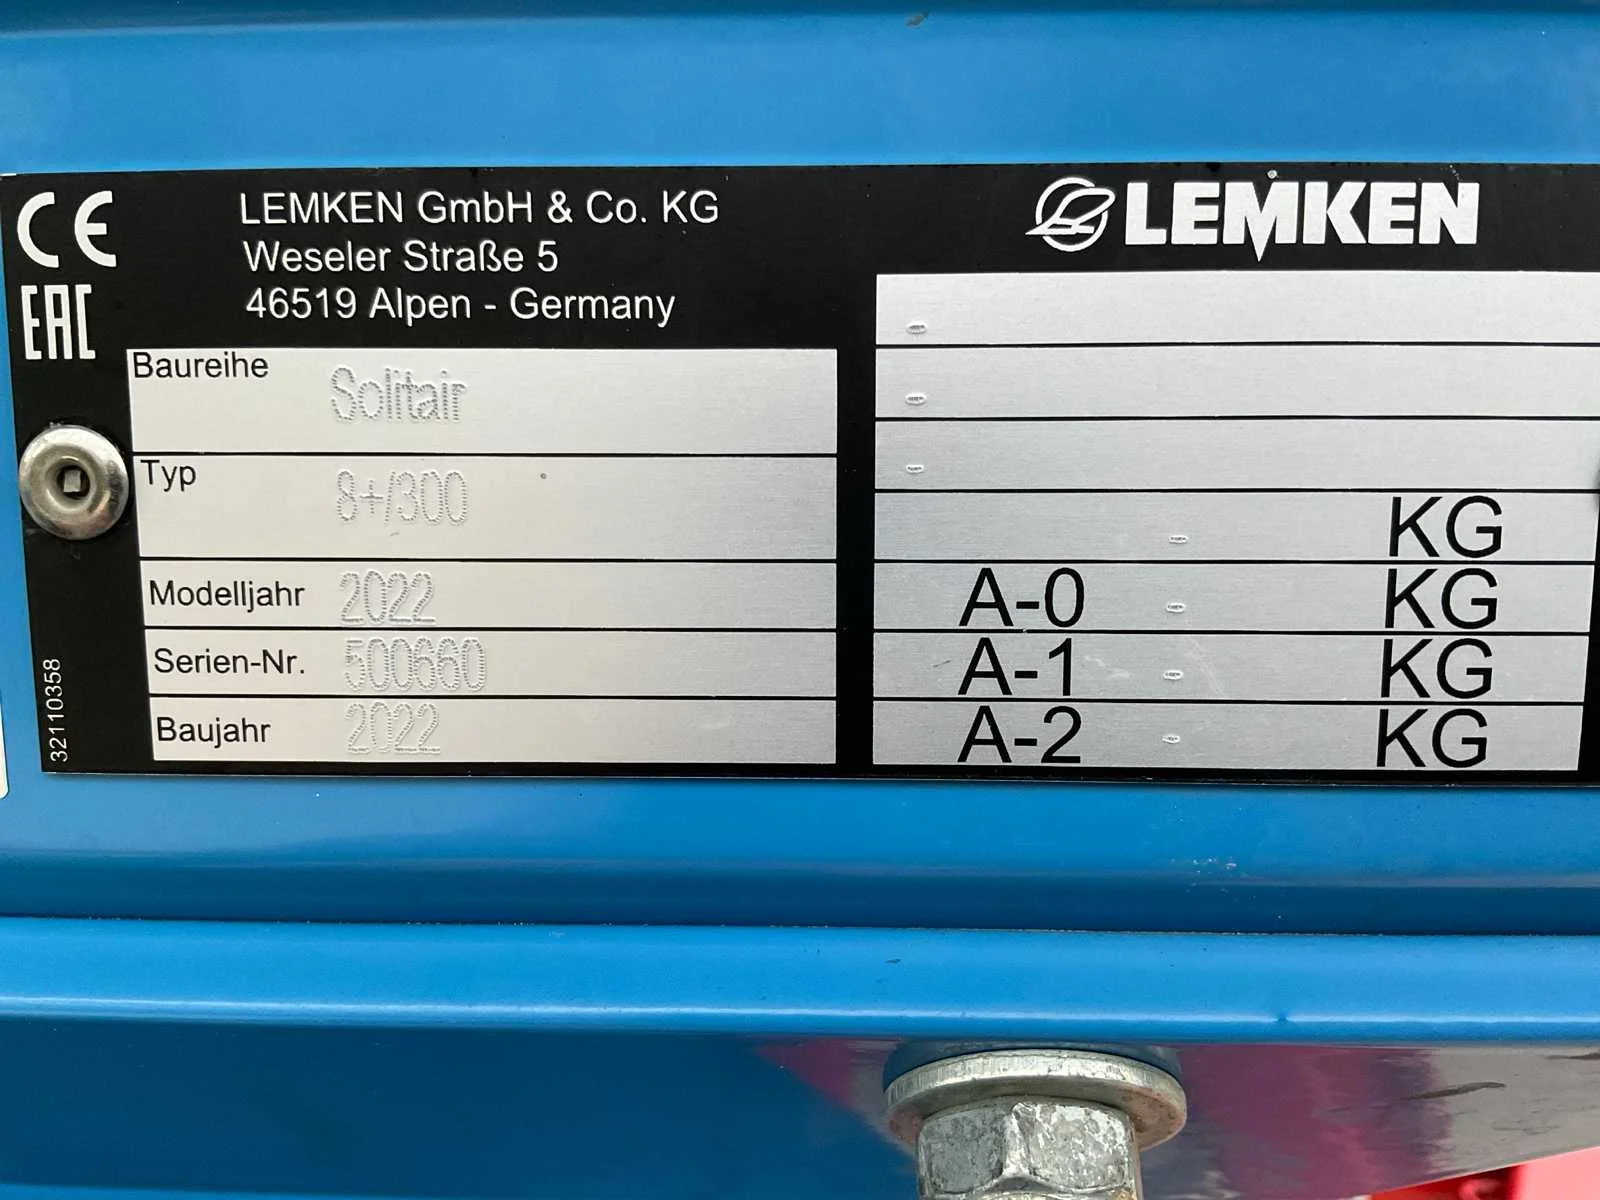 CE
EAC
LEMKEN GmbH & Co. KG
Weseler Straße 5
46519 Alpen - Germany
LEMKEN
Baureihe Solitair
Typ 8+/300
Modelljahr 2022
Serien-Nr. 500660
Baujahr 2022
32110358
-
-
-
- KG
A-0 - KG
A-1 - KG
A-2 - KG